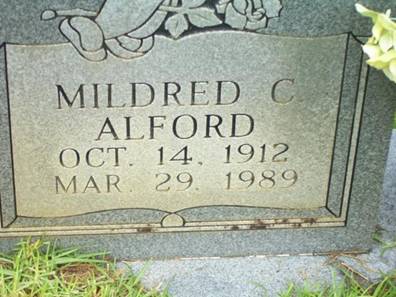 MILDRED C.
ALFORD
OCT. 14, 1912
MAR. 29, 1989